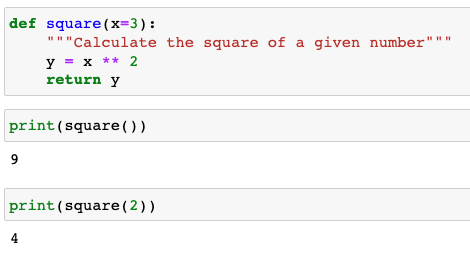 def square(x=3):
    """Calculate the square of a given number"""
    y = x ** 2
    return y
print(square())
9
print(square(2))
4